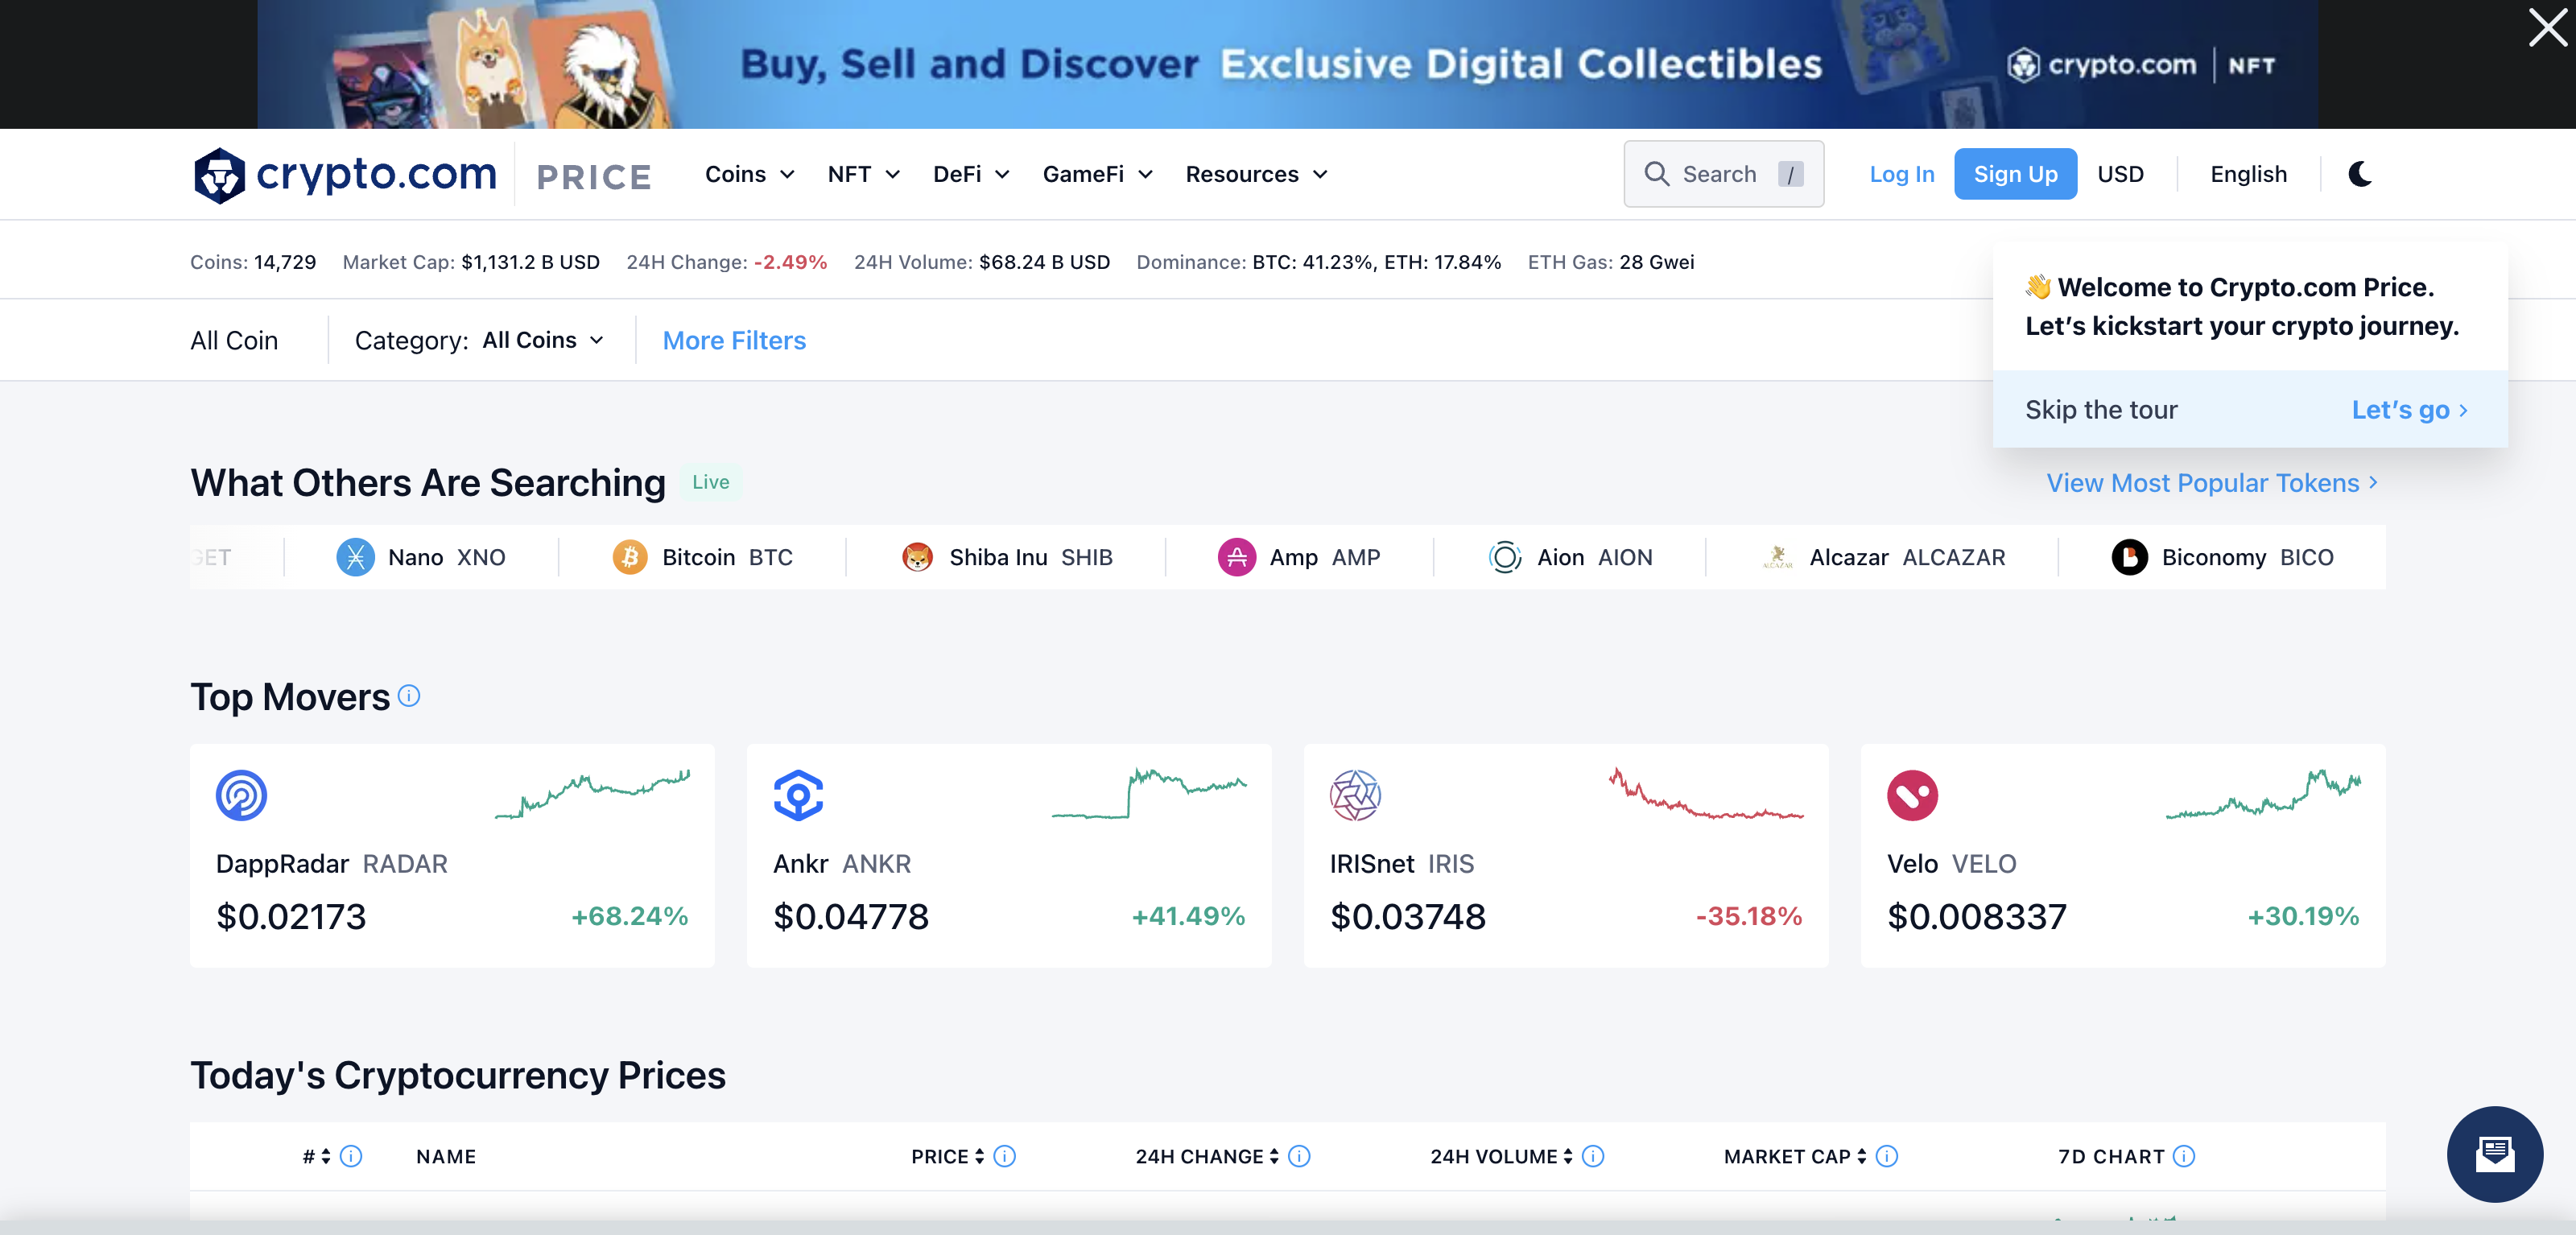 Buy, Sell and Discover Exclusive Digital Collectibles
crypto.com | NFT
crypto.com PRICE Coins NFT DeFi GameFi Resources Search / Log In Sign Up USD English
Coins: 14,729 Market Cap: $1,131.2 B USD 24H Change: -2.49% 24H Volume: $68.24 B USD Dominance: BTC: 41.23%, ETH: 17.84% ETH Gas: 28 Gwei
👋 Welcome to Crypto.com Price.
Let's kickstart your crypto journey.
Skip the tour Let's go
All Coin Category: All Coins More Filters
What Others Are Searching Live View Most Popular Tokens
GET Nano XNO Bitcoin BTC Shiba Inu SHIB Amp AMP Aion AION ALCAZAR Alcazar ALCAZAR Biconomy BICO
Top Movers
DappRadar RADAR
$0.02173 +68.24%
Ankr ANKR
$0.04778 +41.49%
IRISnet IRIS
$0.03748 -35.18%
Velo VELO
$0.008337 +30.19%
Today's Cryptocurrency Prices
# NAME PRICE 24H CHANGE 24H VOLUME MARKET CAP 7D CHART